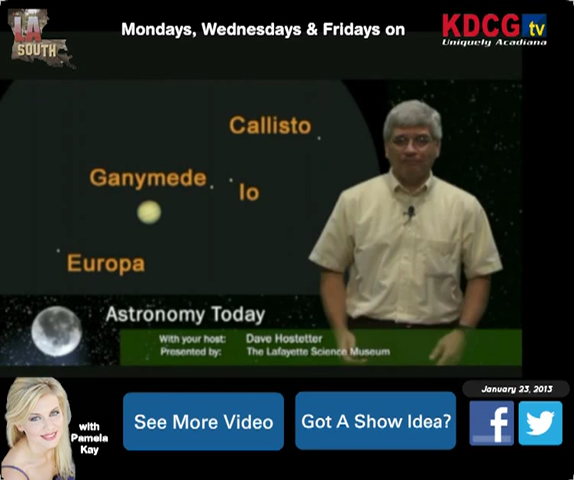 LA
SOUTH
Mondays, Wednesdays & Fridays on
KDCG tv
Uniquely Acadiana
Callisto
Ganymede
Io
Europa
Astronomy Today
With your host: Dave Hostetter
Presented by: The Lafayette Science Museum
with
Pamela
Kay
See More Video
Got A Show Idea?
January 23, 2013
f